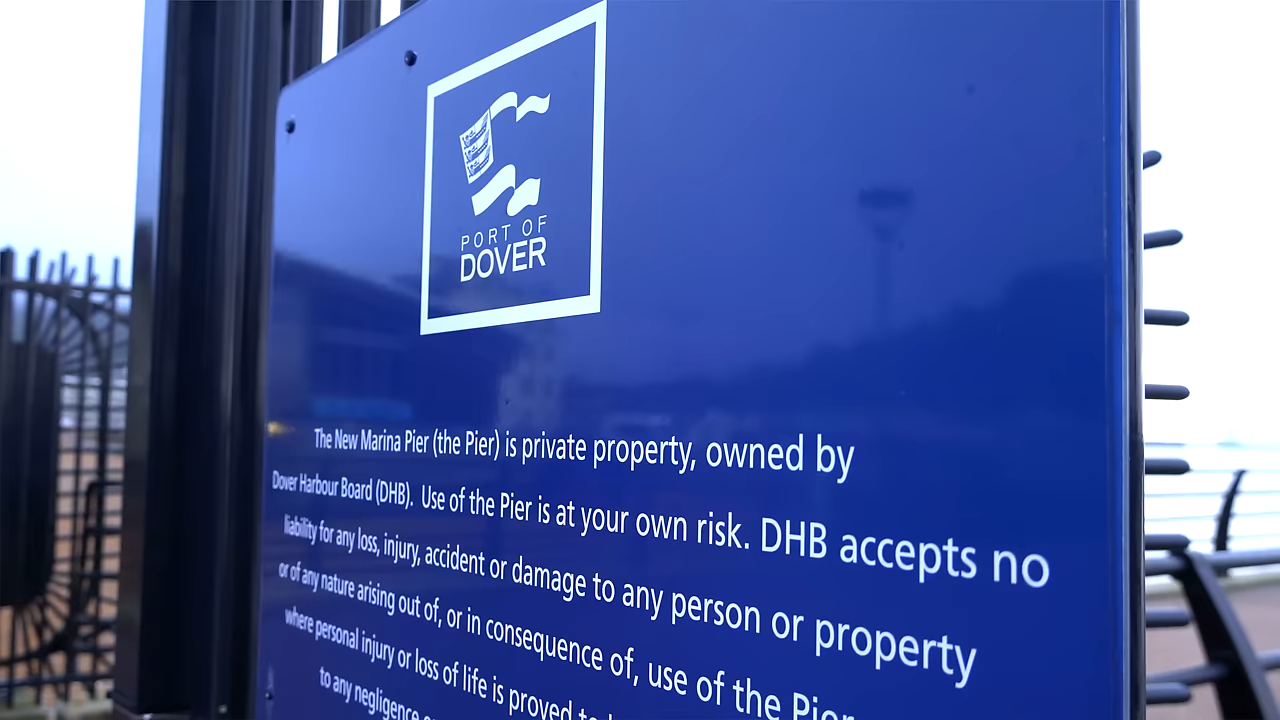 PORT OF
DOVER
The New Marina Pier (the Pier) is private property, owned by
Dover Harbour Board (DHB). Use of the Pier is at your own risk. DHB accepts no
liability for any loss, injury, accident or damage to any person or property
or of any nature arising out of, or in consequence of, use of the Pier
where personal injury or loss of life is proved to
to any negligence